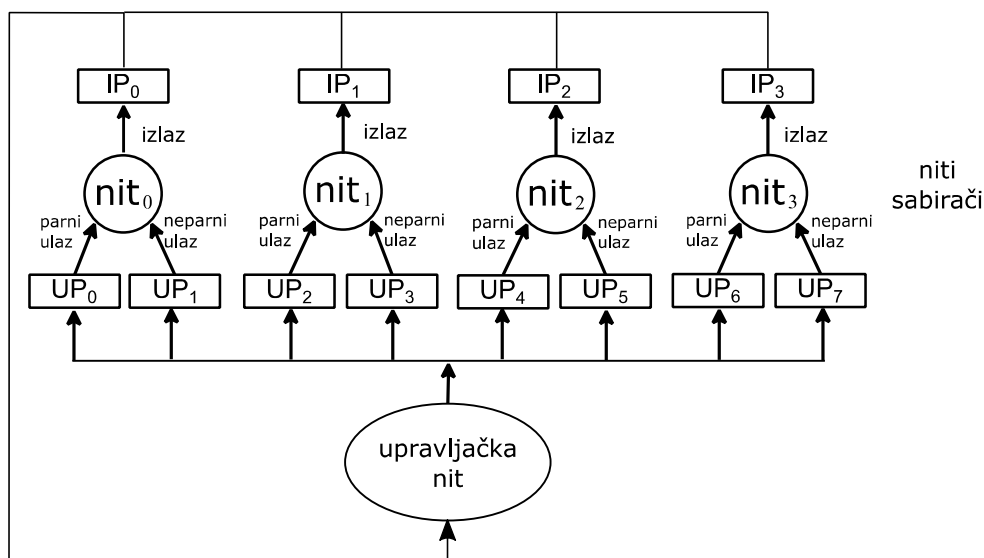 IP0 IP1 IP2 IP3
izlaz izlaz izlaz izlaz
nit0 nit1 nit2 nit3
niti
sabirači
parni neparni parni neparni parni neparni parni neparni
ulaz ulaz ulaz ulaz ulaz ulaz ulaz ulaz
UP0 UP1 UP2 UP3 UP4 UP5 UP6 UP7
upravljačka
nit